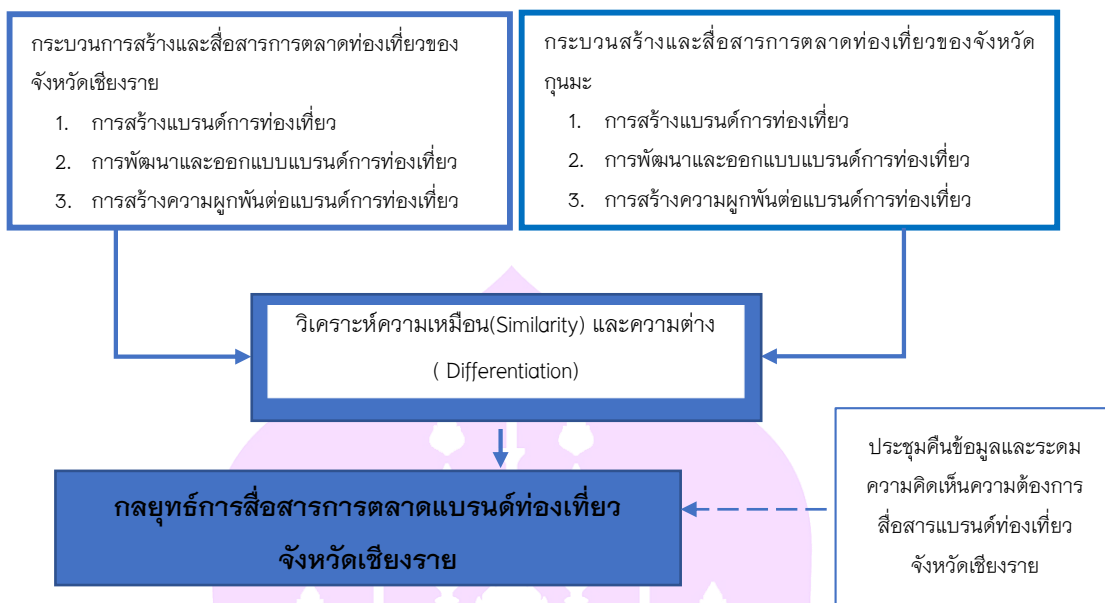 กระบวนการสร้างและสื่อสารการตลาดท่องเที่ยวของ
จังหวัดเชียงราย
1. การสร้างแบรนด์การท่องเที่ยว
2. การพัฒนาและออกแบบแบรนด์การท่องเที่ยว
3. การสร้างความผูกพันต่อแบรนด์การท่องเที่ยว
กระบวนสร้างและสื่อสารการตลาดท่องเที่ยวของจังหวัด
กุนมะ
1. การสร้างแบรนด์การท่องเที่ยว
2. การพัฒนาและออกแบบแบรนด์การท่องเที่ยว
3. การสร้างความผูกพันต่อแบรนด์การท่องเที่ยว
วิเคราะห์ความเหมือน(Similarity) และความต่าง
( Differentiation)
กลยุทธ์การสื่อสารการตลาดแบรนด์ท่องเที่ยว
จังหวัดเชียงราย
ประชุมคืนข้อมูลและระดม
ความคิดเห็นความต้องการ
สื่อสารแบรนด์ท่องเที่ยว
จังหวัดเชียงราย